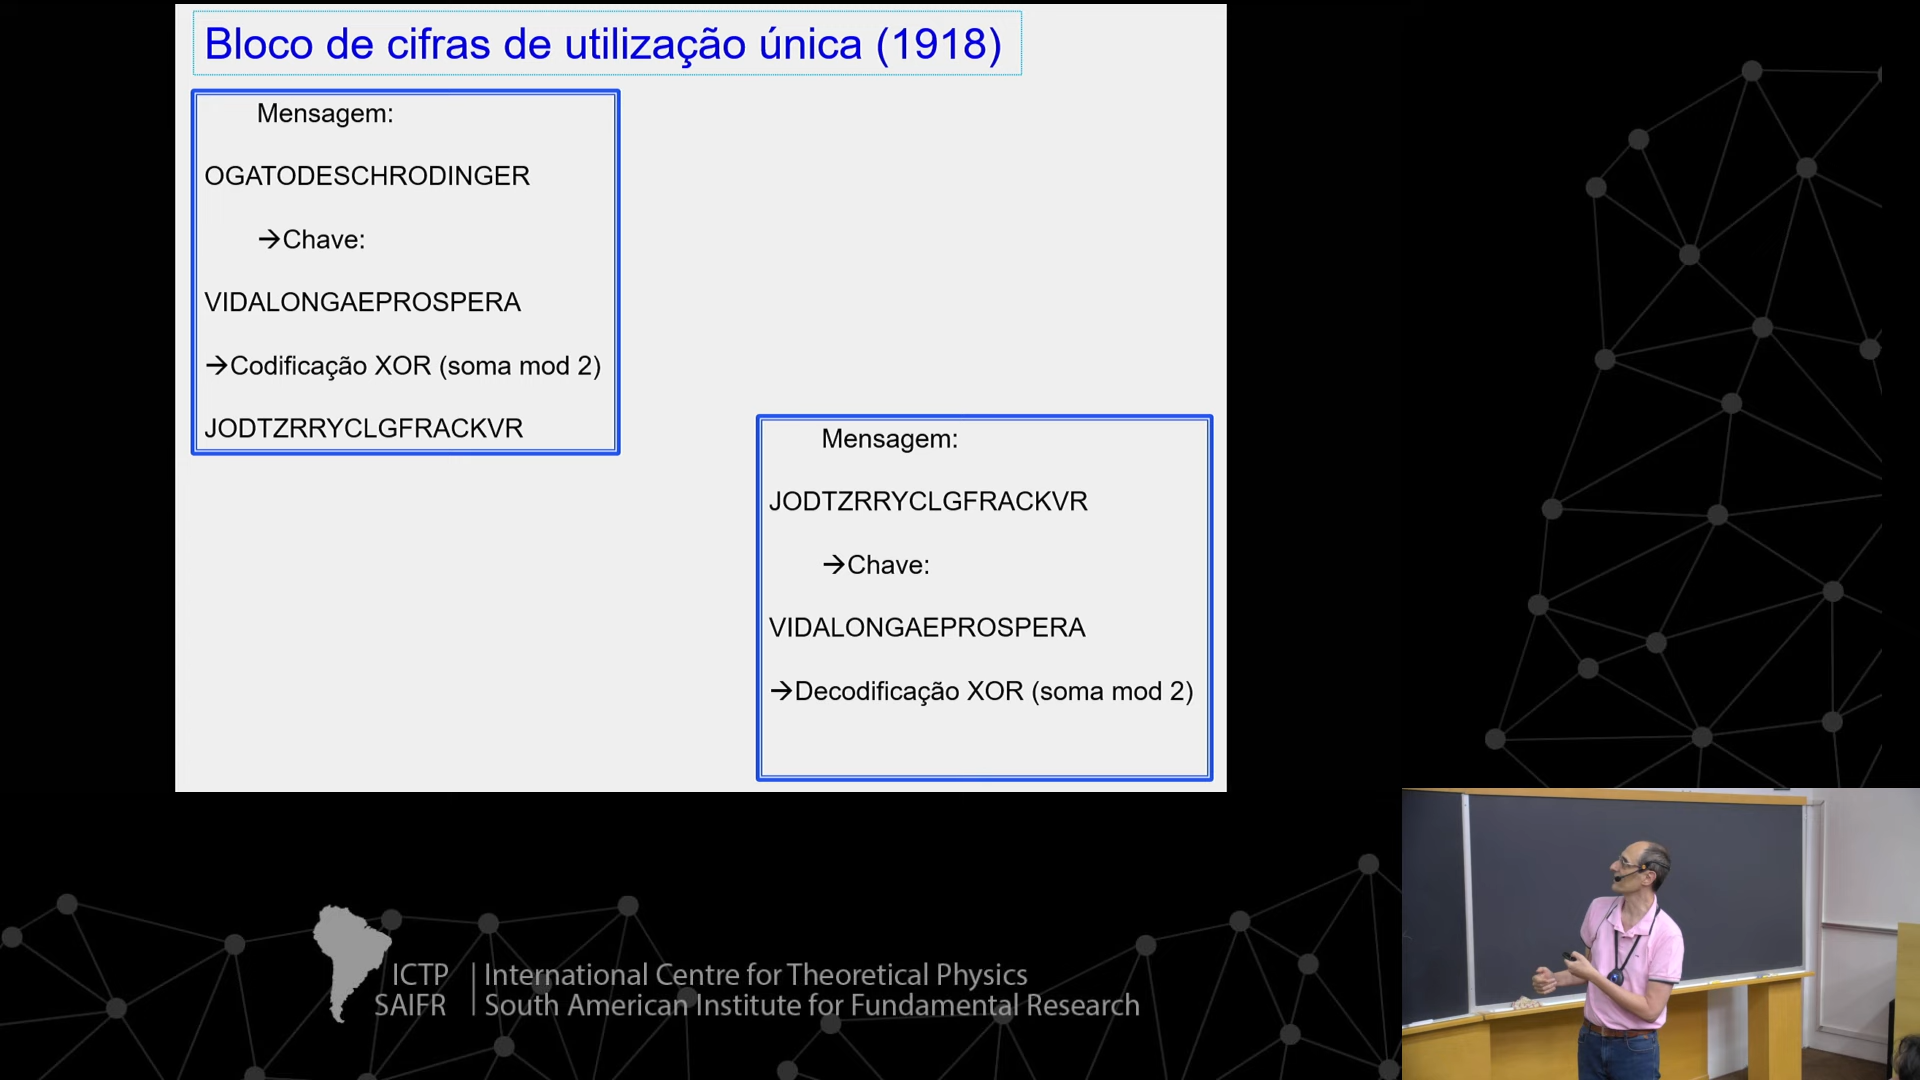 Bloco de cifras de utilização única (1918)
Mensagem:
OGATODESCHRODINGER
→Chave:
VIDALONGAEPROSPERA
→Codificação XOR (soma mod 2)
JODTZRRYCLGFRACKVR
Mensagem:
JODTZRRYCLGFRACKVR
→Chave:
VIDALONGAEPROSPERA
→Decodificação XOR (soma mod 2)
ICTP | International Centre for Theoretical Physics
SAIFR | South American Institute for Fundamental Research